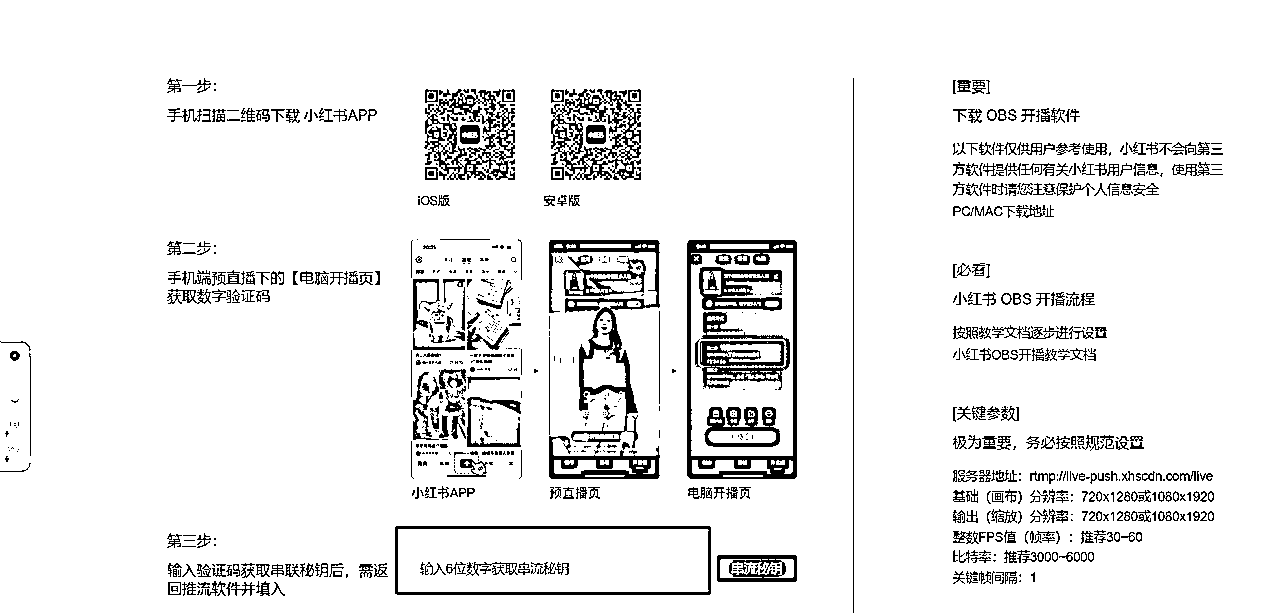 第一步：
手机扫描二维码下载 小红书APP
iOS版
安卓版
第二步：
手机端预直播下的【电脑开播页】
获取数字验证码
小红书APP
预直播页
电脑开播页
第三步：
输入验证码获取串联秘钥后，需返
回推流软件并填入
输入6位数字获取串流秘钥
串流秘钥
[重要]
下载 OBS 开播软件
以下软件仅供用户参考使用，小红书不会向第三
方软件提供任何有关小红书用户信息，使用第三
方软件时请您注意保护个人信息安全
PC/MAC下载地址
[必看]
小红书 OBS 开播流程
按照教学文档逐步进行设置
小红书OBS开播教学文档
[关键参数]
极为重要，务必按照规范设置
服务器地址：rtmp://live-push.xhscdn.com/live
基础（画布）分辨率：720x1280或1080x1920
输出（缩放）分辨率：720x1280或1080x1920
整数FPS值（帧率）：推荐30~60
比特率：推荐3000~6000
关键帧间隔：1